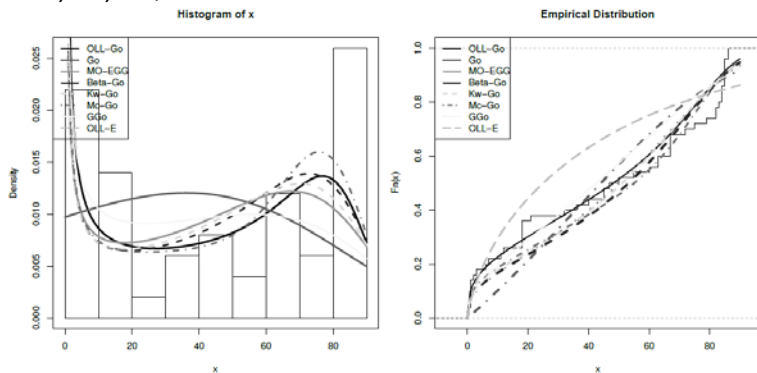 Histogram of x
OLL-Go
Go
MO-EGG
Beta-Go
Kw-Go
Mc-Go
GGo
OLL-E
Density
0.000
0.005
0.010
0.015
0.020
0.025
0 20 40 60 80
x
Empirical Distribution
OLL-Go
Go
MO-EGG
Beta-Go
Kw-Go
Mc-Go
GGo
OLL-E
Fn(x)
0.0
0.2
0.4
0.6
0.8
1.0
0 20 40 60 80
x